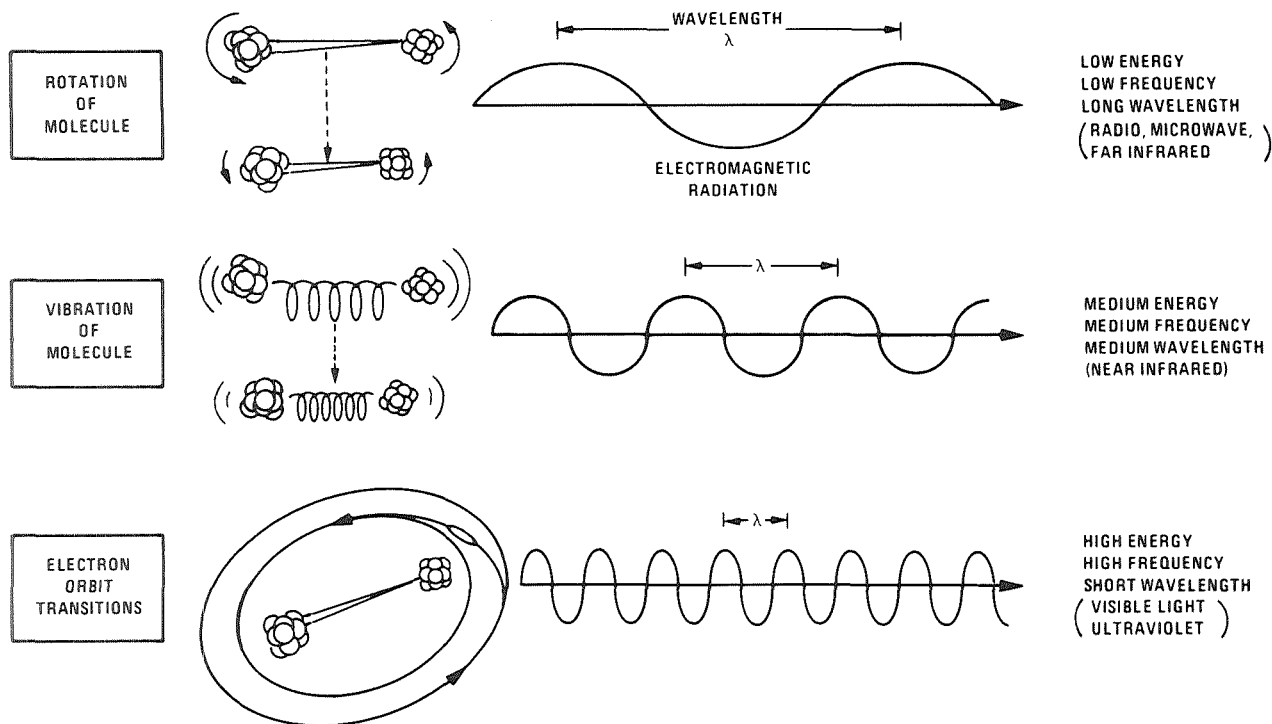 ROTATION
OF
MOLECULE
WAVELENGTH
λ
ELECTROMAGNETIC
RADIATION
LOW ENERGY
LOW FREQUENCY
LONG WAVELENGTH
(RADIO, MICROWAVE,
FAR INFRARED)
VIBRATION
OF
MOLECULE
λ
MEDIUM ENERGY
MEDIUM FREQUENCY
MEDIUM WAVELENGTH
(NEAR INFRARED)
ELECTRON
ORBIT
TRANSITIONS
λ
HIGH ENERGY
HIGH FREQUENCY
SHORT WAVELENGTH
(VISIBLE LIGHT
ULTRAVIOLET)